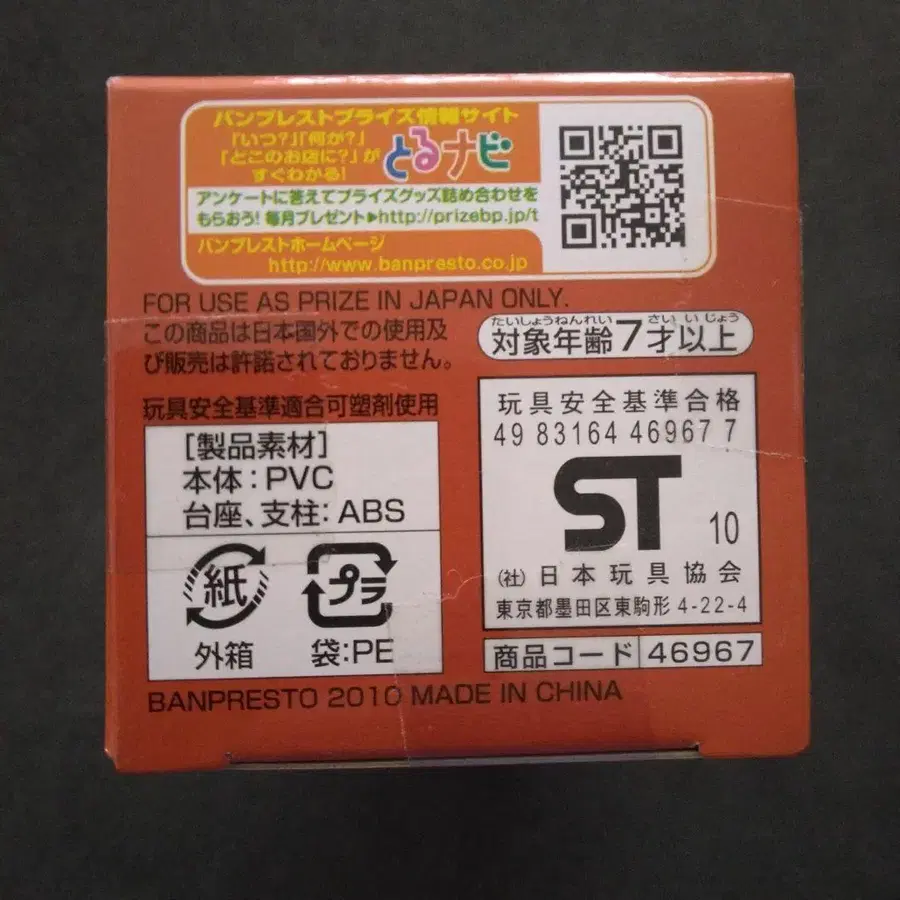 バンプレストプライズ情報サイト
「いつ?」「何が?」
「どこのお店に?」が
すぐわかる!
とるナビ
アンケートに答えてプライズグッズ詰め合わせを
もらおう! 毎月プレゼント▶http://prizebp.jp/t
バンプレストホームページ
http://www.banpresto.co.jp
FOR USE AS PRIZE IN JAPAN ONLY.
この商品は日本国外での使用及
び販売は許諾されておりません。
たいしょうねんれい さい い じょう
対象年齢7才以上
玩具安全基準適合可塑剤使用
[製品素材]
本体:PVC
台座、支柱:ABS
紙
外箱
プラ
袋:PE
玩具安全基準合格
49 83164 46967 7
ST
10
(社)日本玩具協会
東京都墨田区東駒形 4-22-4
商品コード 46967
BANPRESTO 2010 MADE IN CHINA